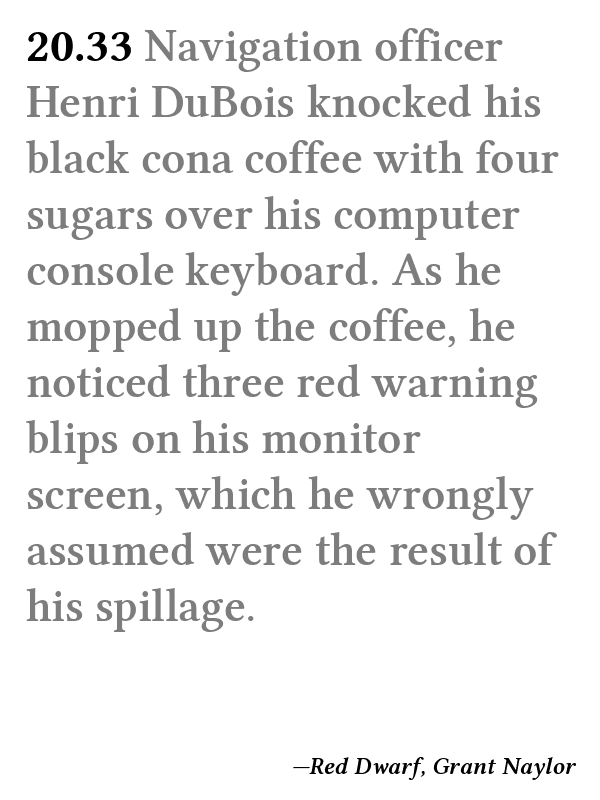 20.33 Navigation officer
Henri DuBois knocked his
black cona coffee with four
sugars over his computer
console keyboard. As he
mopped up the coffee, he
noticed three red warning
blips on his monitor
screen, which he wrongly
assumed were the result of
his spillage.
—Red Dwarf, Grant Naylor